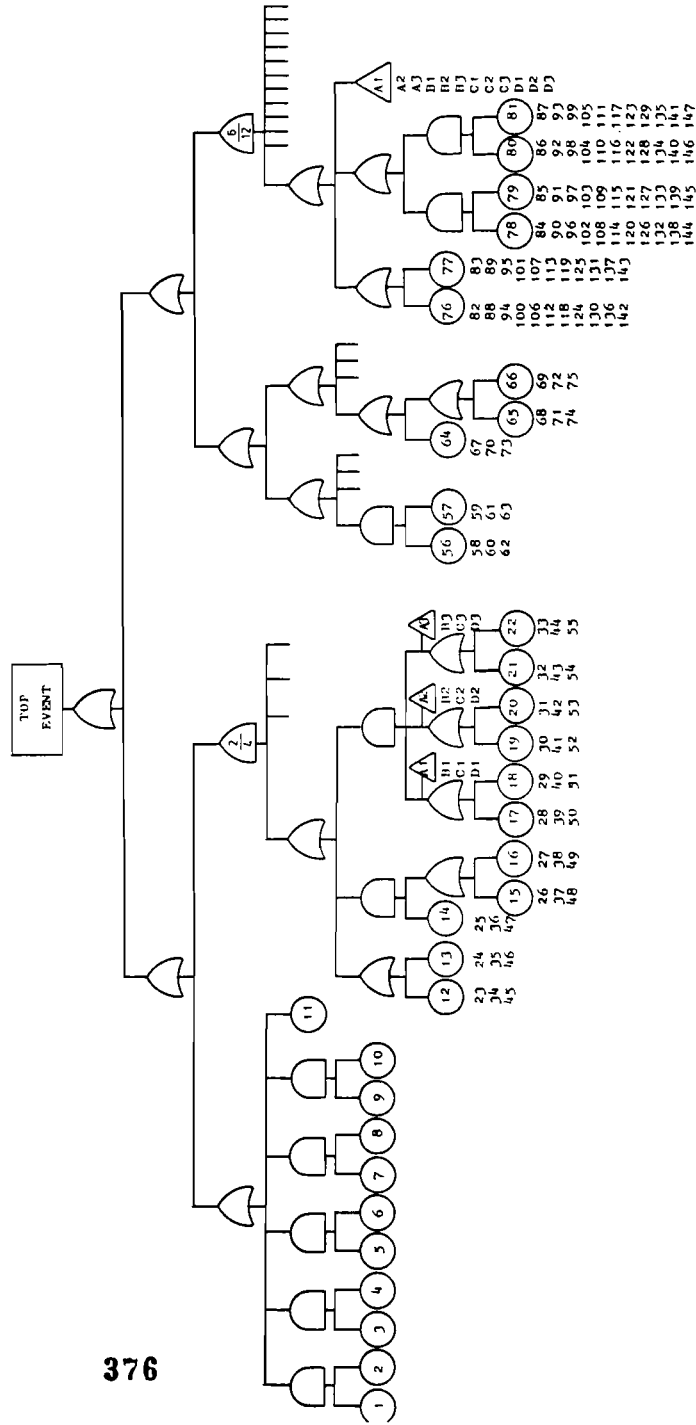 TOP
EVENT
2
4
6
12
1 2 3 4 5 6 7 8 9 10 11
12 13
23 24
34 35
45 46
14 15 16
25 26 27
36 37 38
47 48 49
A1
B1
C1
D1
A2
B2
C2
D2
A3
B3
C3
D3
17 18 19 20 21 22
28 29 30 31 32 33
39 40 41 42 43 44
50 51 52 53 54 55
56 57
58 59
60 61
62 63
64 65 66
67 68 69
70 71 72
73 74 75
76 77
82 83
88 89
94 95
100 101
106 107
112 113
118 119
124 125
130 131
136 137
142 143
78 79 80 81
84 85 86 87
90 91 92 93
96 97 98 99
102 103 104 105
108 109 110 111
114 115 116 117
120 121 122 123
126 127 128 129
132 133 134 135
138 139 140 141
144 145 146 147
A1
A2
A3
B1
B2
B3
C1
C2
C3
D1
D2
D3
376